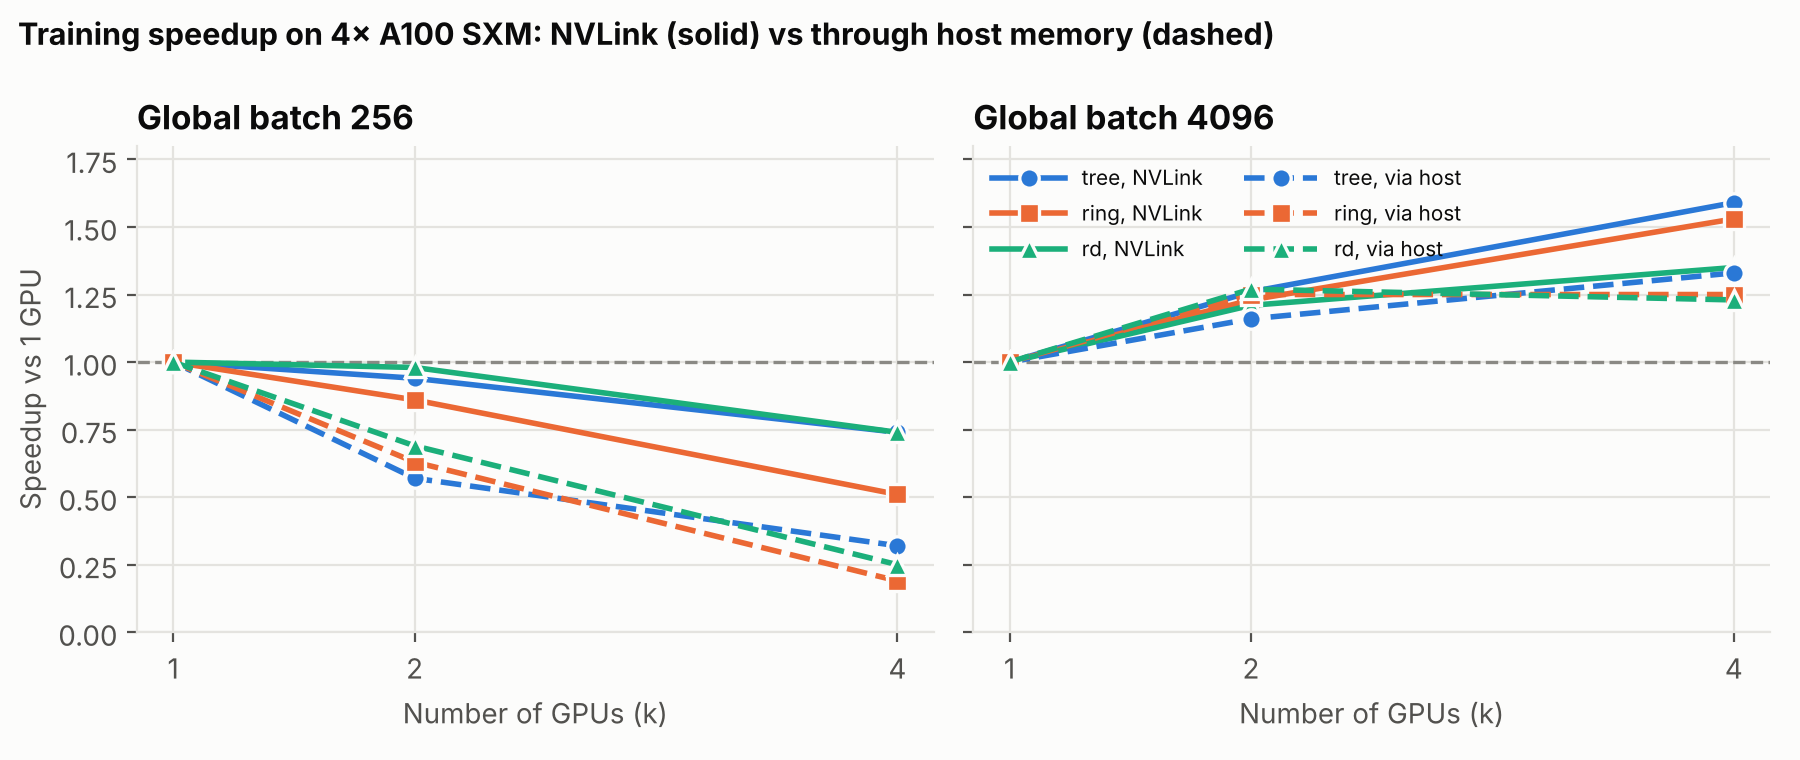 Training speedup on 4× A100 SXM: NVLink (solid) vs through host memory (dashed)
Global batch 256
Global batch 4096
Speedup vs 1 GPU
1.75
1.50
1.25
1.00
0.75
0.50
0.25
0.00
1 2 4
Number of GPUs (k)
tree, NVLink
ring, NVLink
rd, NVLink
tree, via host
ring, via host
rd, via host
1 2 4
Number of GPUs (k)